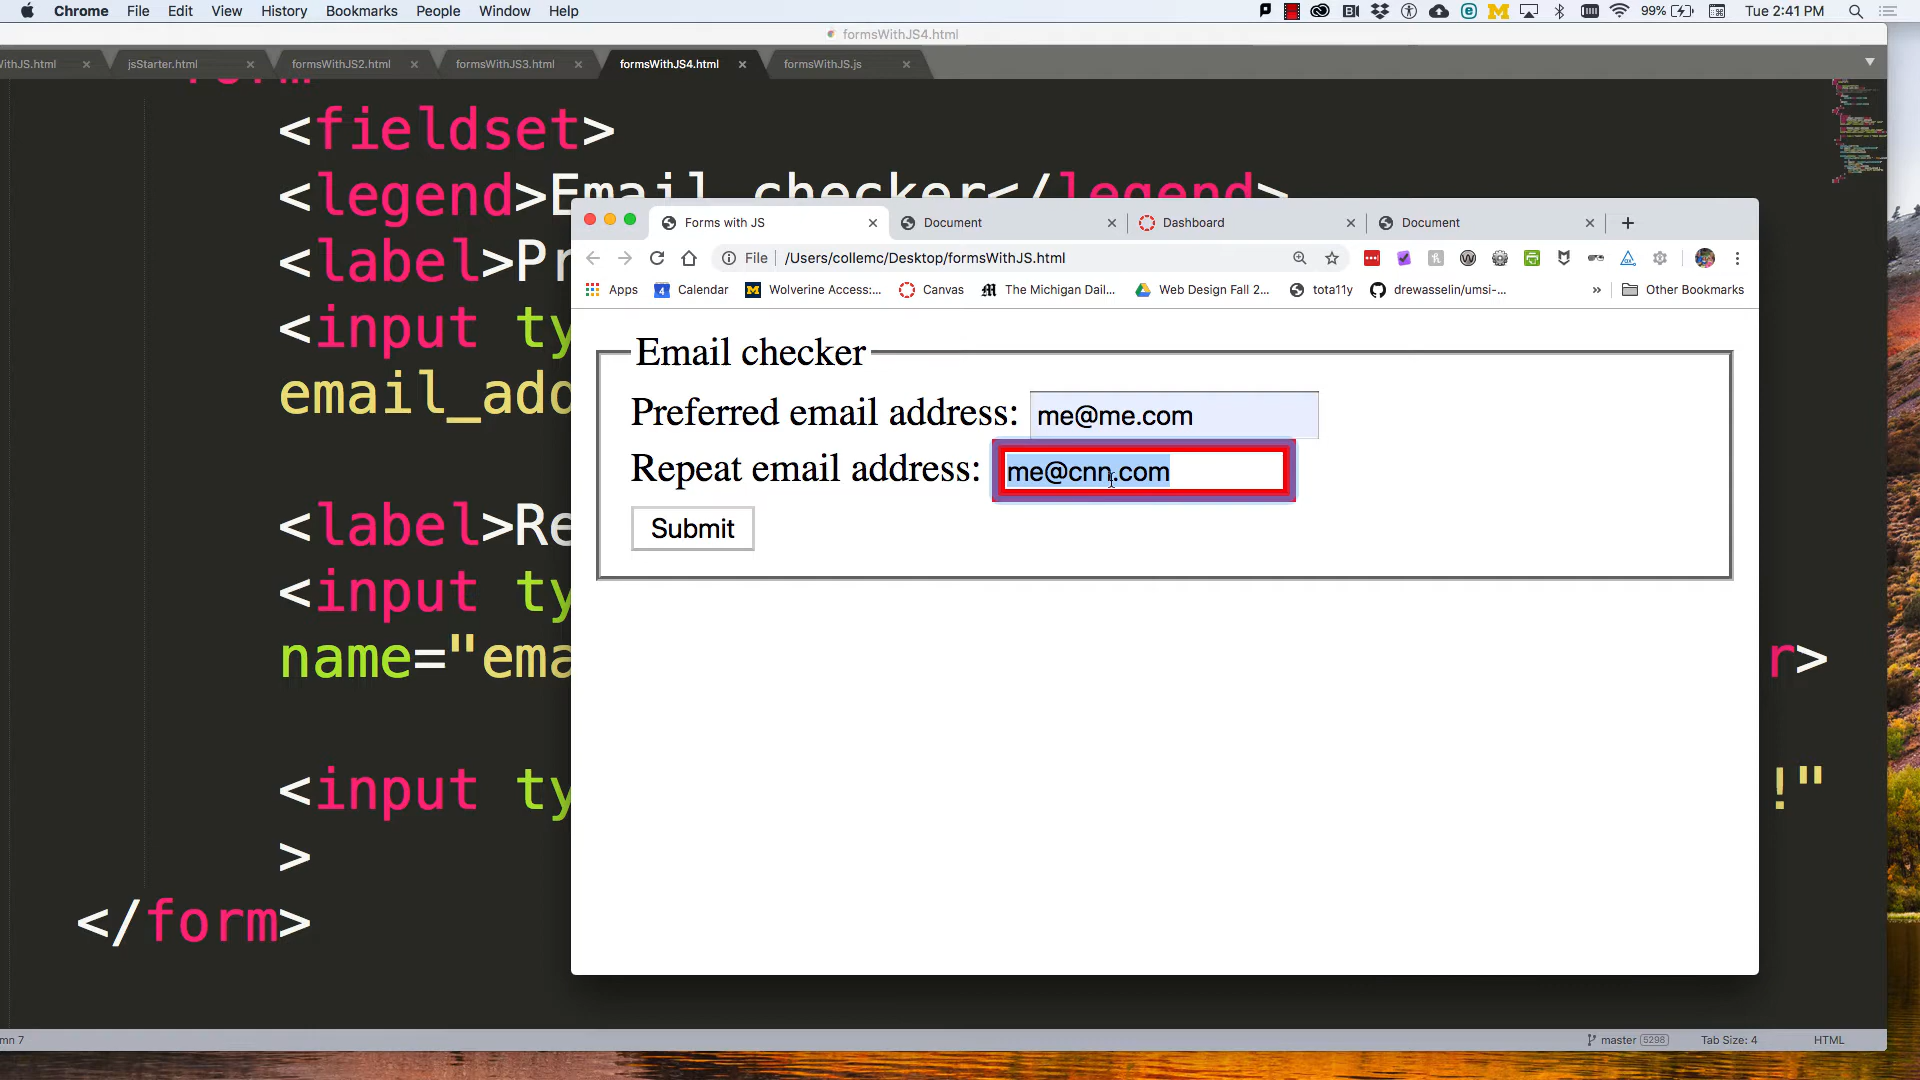 Chrome File Edit View History Bookmarks People Window Help 99% Tue 2:41 PM
formsWithJS4.html
jsStarter.html formsWithJS2.html formsWithJS3.html formsWithJS4.html formsWithJS.js
<fieldset>
<legend>Email checker</legend>
<label>Pr
<input ty
email_add
<label>Re
<input ty
name="ema r>
<input ty !"
>
</form>
Forms with JS Document Dashboard Document
File /Users/collemc/Desktop/formsWithJS.html
Apps Calendar Wolverine Access:... Canvas The Michigan Dail... Web Design Fall 2... tota11y drewasselin/umsi-... » Other Bookmarks
Email checker
Preferred email address: me@me.com
Repeat email address: me@cnn.com
Submit
master 5298 Tab Size: 4 HTML